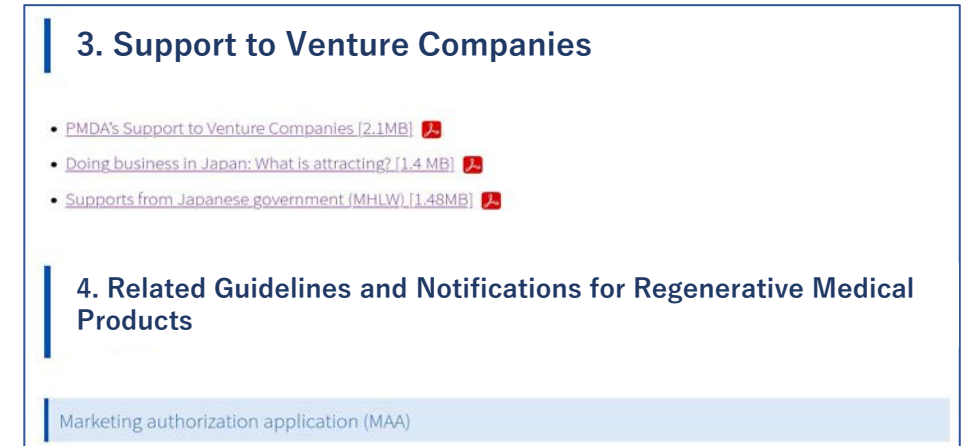 3. Support to Venture Companies
• PMDA's Support to Venture Companies [2.1MB]
• Doing business in Japan: What is attracting? [1.4 MB]
• Supports from Japanese government (MHLW) [1.48MB]
4. Related Guidelines and Notifications for Regenerative Medical
Products
Marketing authorization application (MAA)